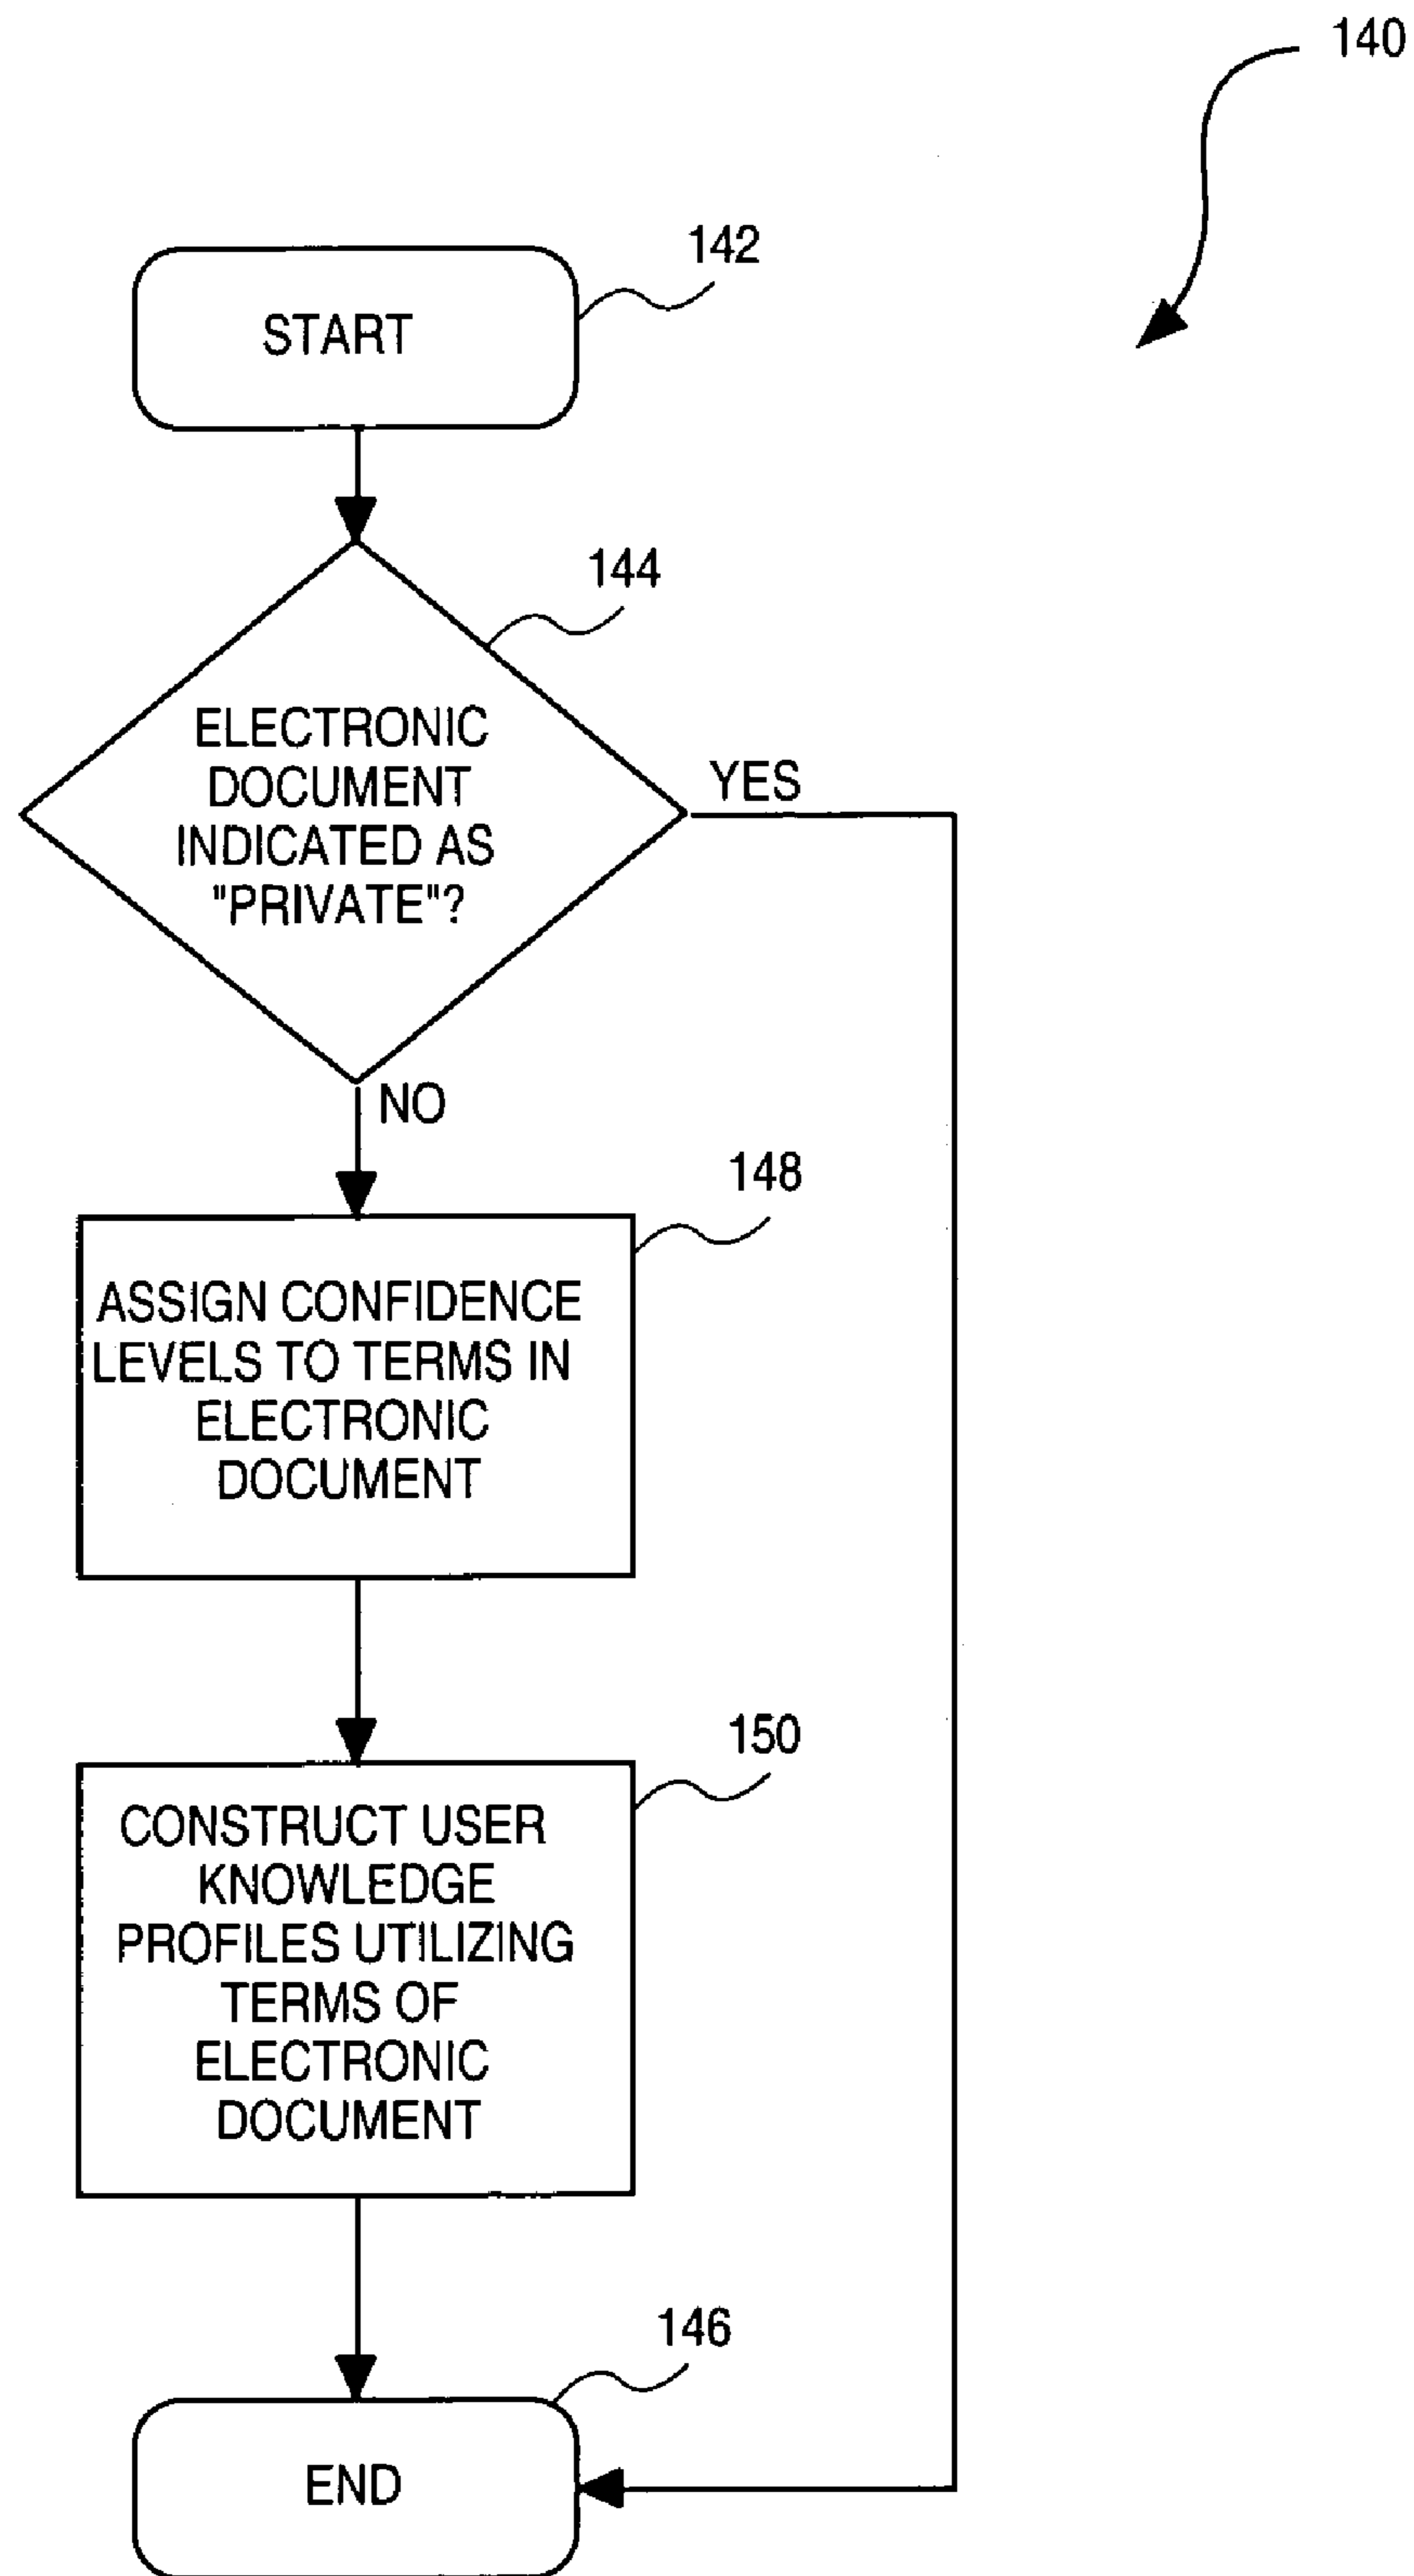 140
142
START
144
ELECTRONIC
DOCUMENT
INDICATED AS
"PRIVATE"?
YES
NO
148
ASSIGN CONFIDENCE
LEVELS TO TERMS IN
ELECTRONIC
DOCUMENT
150
CONSTRUCT USER
KNOWLEDGE
PROFILES UTILIZING
TERMS OF
ELECTRONIC
DOCUMENT
146
END